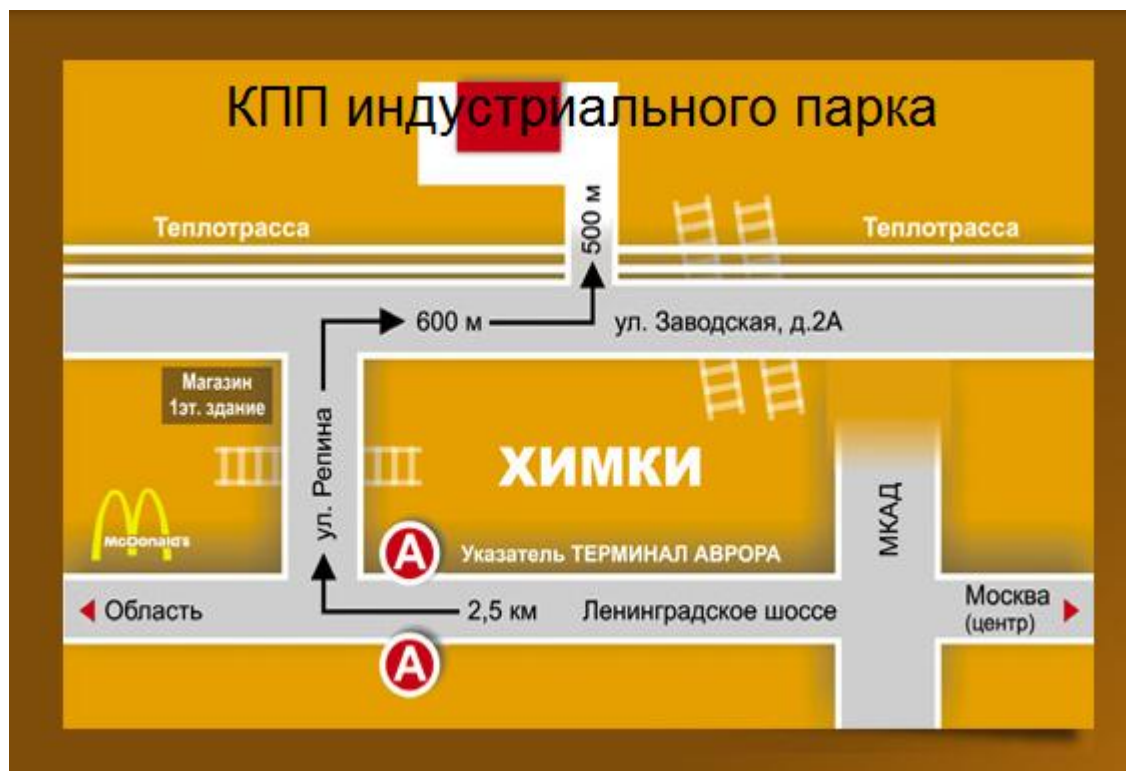 КПП индустриального парка
Теплотрасса
500 м
Теплотрасса
600 м
ул. Заводская, д.2А
Магазин
1эт. здание
ул. Репина
ХИМКИ
McDonald's
А
Указатель ТЕРМИНАЛ АВРОРА
МКАД
Область
2,5 км
Ленинградское шоссе
Москва
(центр)
А